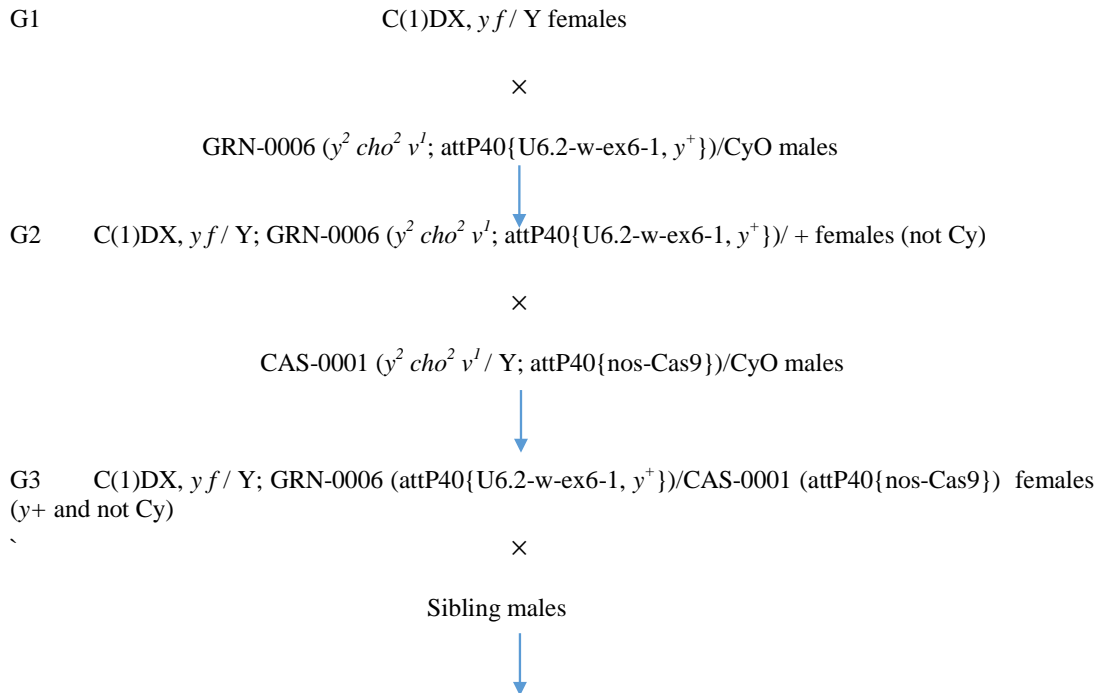 G1 C(1)DX, y f / Y females
×
GRN-0006 (y² cho² v¹; attP40{U6.2-w-ex6-1, y⁺})/CyO males
G2 C(1)DX, y f / Y; GRN-0006 (y² cho² v¹; attP40{U6.2-w-ex6-1, y⁺})/ + females (not Cy)
×
CAS-0001 (y² cho² v¹ / Y; attP40{nos-Cas9})/CyO males
G3 C(1)DX, y f / Y; GRN-0006 (attP40{U6.2-w-ex6-1, y⁺})/CAS-0001 (attP40{nos-Cas9}) females
(y+ and not Cy)
`
×
Sibling males